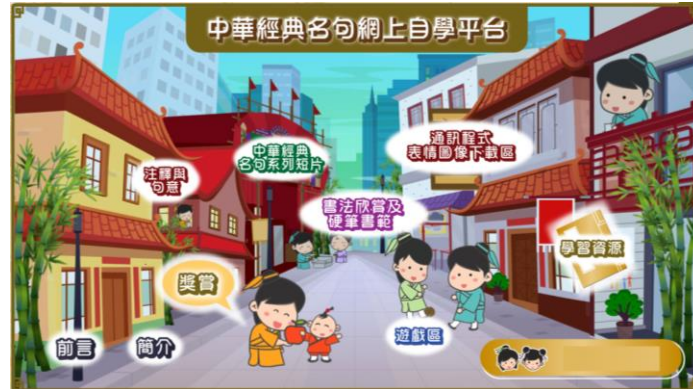 中華經典名句網上自學平台
通訊程式
表情圖像下載區
中華經典
名句系列短片
注釋與
句意
書法欣賞及
硬筆書範
學習資源
獎賞
遊戲區
前言
簡介